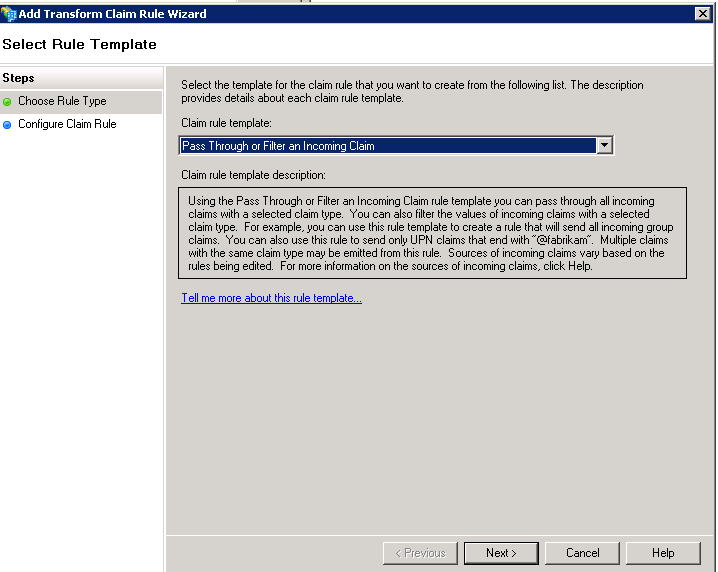 Add Transform Claim Rule Wizard
Select Rule Template
Steps
Choose Rule Type
Configure Claim Rule
Select the template for the claim rule that you want to create from the following list. The description
provides details about each claim rule template.
Claim rule template:
Pass Through or Filter an Incoming Claim
Claim rule template description:
Using the Pass Through or Filter an Incoming Claim rule template you can pass through all incoming
claims with a selected claim type. You can also filter the values of incoming claims with a selected
claim type. For example, you can use this rule template to create a rule that will send all incoming group
claims. You can also use this rule to send only UPN claims that end with "@fabrikam". Multiple claims
with the same claim type may be emitted from this rule. Sources of incoming claims vary based on the
rules being edited. For more information on the sources of incoming claims, click Help.
Tell me more about this rule template...
< Previous
Next >
Cancel
Help